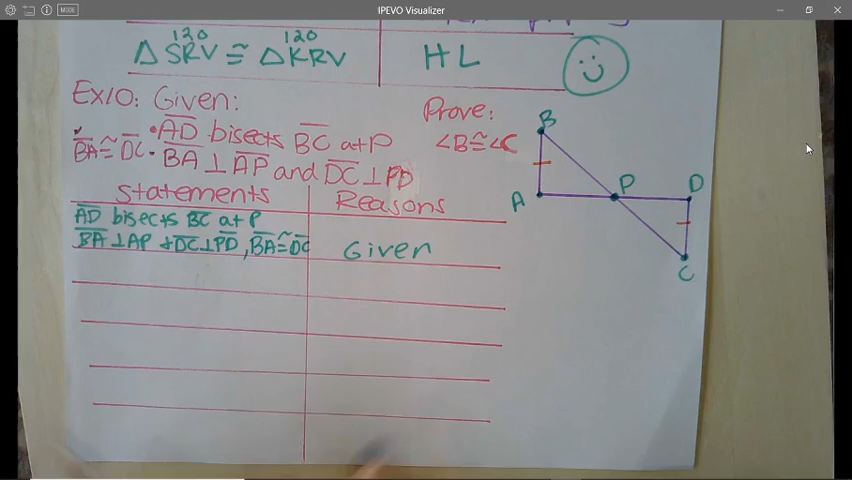 IPEVO Visualizer
MODE
120 120
△ SRV ≅ △KRV
HL
EX10: Given:
• AD bisects BC at P
BA≅DC • BA ⊥ AP and DC ⊥ PD
Prove:
∠B≅∠C
Statements
Reasons
AD bisects BC at P
BA ⊥ AP + DC ⊥ PD, BA ≅ DC
Given
B
A
P
D
C